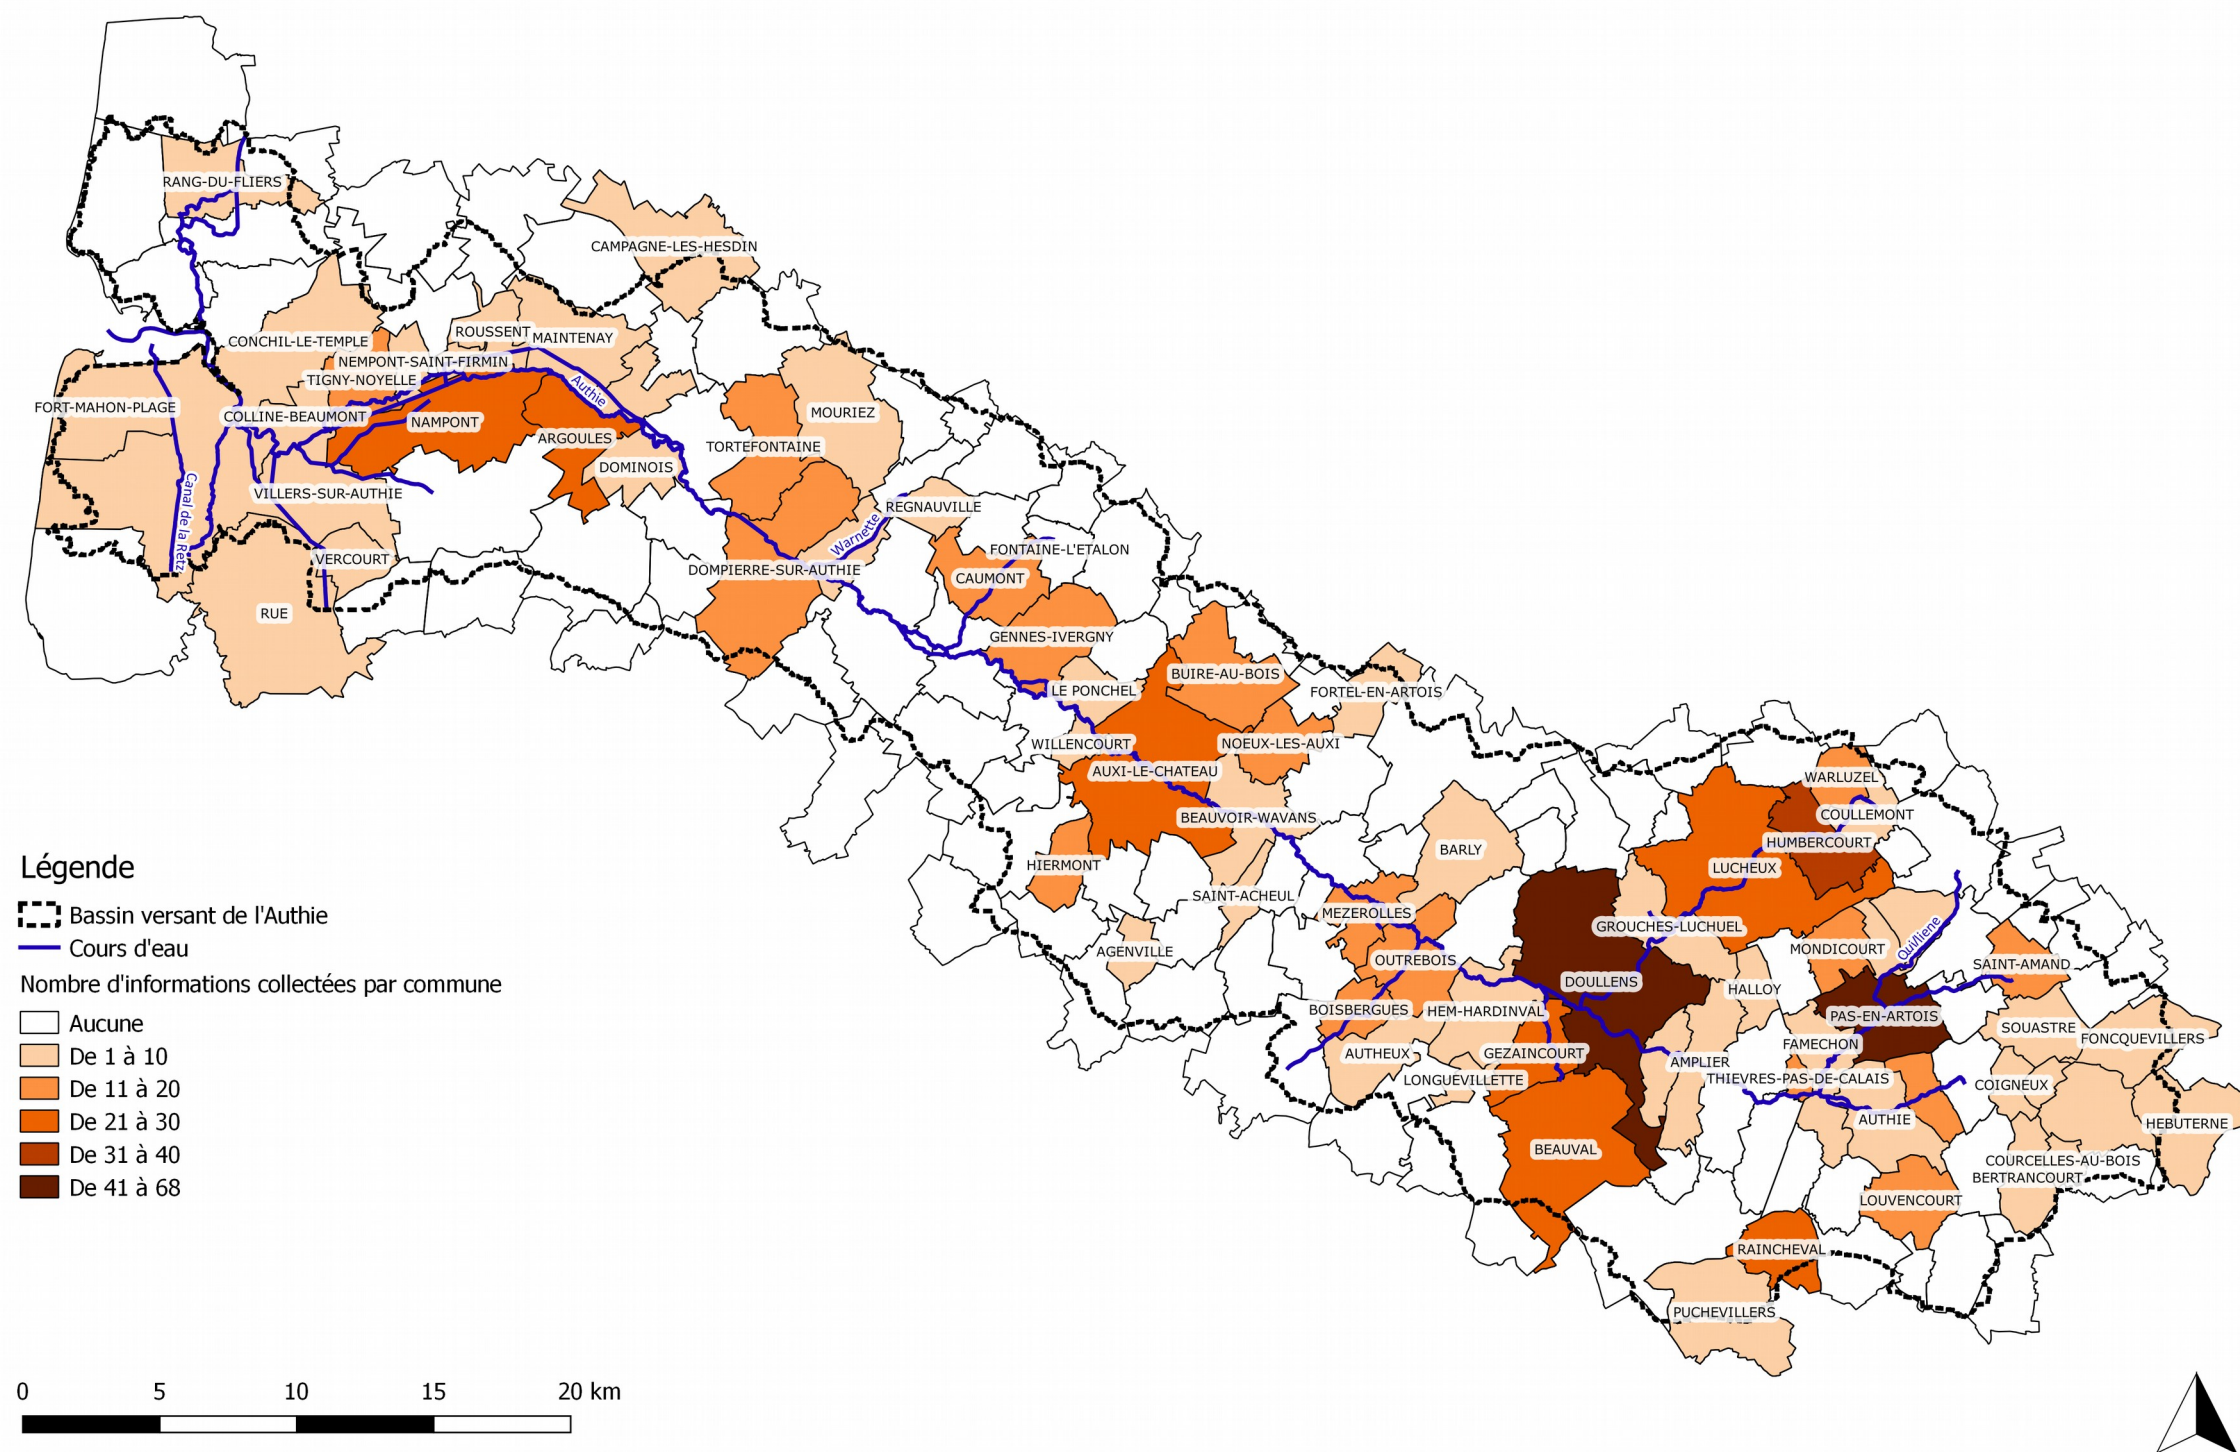 RANG-DU-FLIERS
CAMPAGNE-LES-HESDIN
ROUSSENT
MAINTENAY
CONCHIL-LE-TEMPLE
NEMPONT-SAINT-FIRMIN
TIGNY-NOYELLE
Authie
FORT-MAHON-PLAGE
COLLINE-BEAUMONT
NAMPONT
MOURIEZ
ARGOULES
TORTEFONTAINE
DOMINOIS
Canal de la Retz
VILLERS-SUR-AUTHIE
REGNAUVILLE
Warnette
VERCOURT
FONTAINE-L'ETALON
DOMPIERRE-SUR-AUTHIE
CAUMONT
RUE
GENNES-IVERGNY
BUIRE-AU-BOIS
LE PONCHEL
FORTEL-EN-ARTOIS
WILLENCOURT
NOEUX-LES-AUXI
AUXI-LE-CHATEAU
WARLUZEL
BEAUVOIR-WAVANS
COULLEMONT
HUMBERCOURT
BARLY
HIERMONT
LUCHEUX
SAINT-ACHEUL
MEZEROLLES
GROUCHES-LUCHUEL
Quilliene
AGENVILLE
MONDICOURT
OUTREBOIS
SAINT-AMAND
DOULLENS
HALLOY
BOISBERGUES
HEM-HARDINVAL
PAS-EN-ARTOIS
SOUASTRE
FONCQUEVILLERS
FAMECHON
AUTHEUX
GEZAINCOURT
AMPLIER
LONGUEVILLETTE
THIEVRES-PAS-DE-CALAIS
COIGNEUX
AUTHIE
HEBUTERNE
BEAUVAL
COURCELLES-AU-BOIS
BERTRANCOURT
LOUVENCOURT
RAINCHEVAL
PUCHEVILLERS
Légende
Bassin versant de l'Authie
Cours d'eau
Nombre d'informations collectées par commune
Aucune
De 1 à 10
De 11 à 20
De 21 à 30
De 31 à 40
De 41 à 68
0 5 10 15 20 km